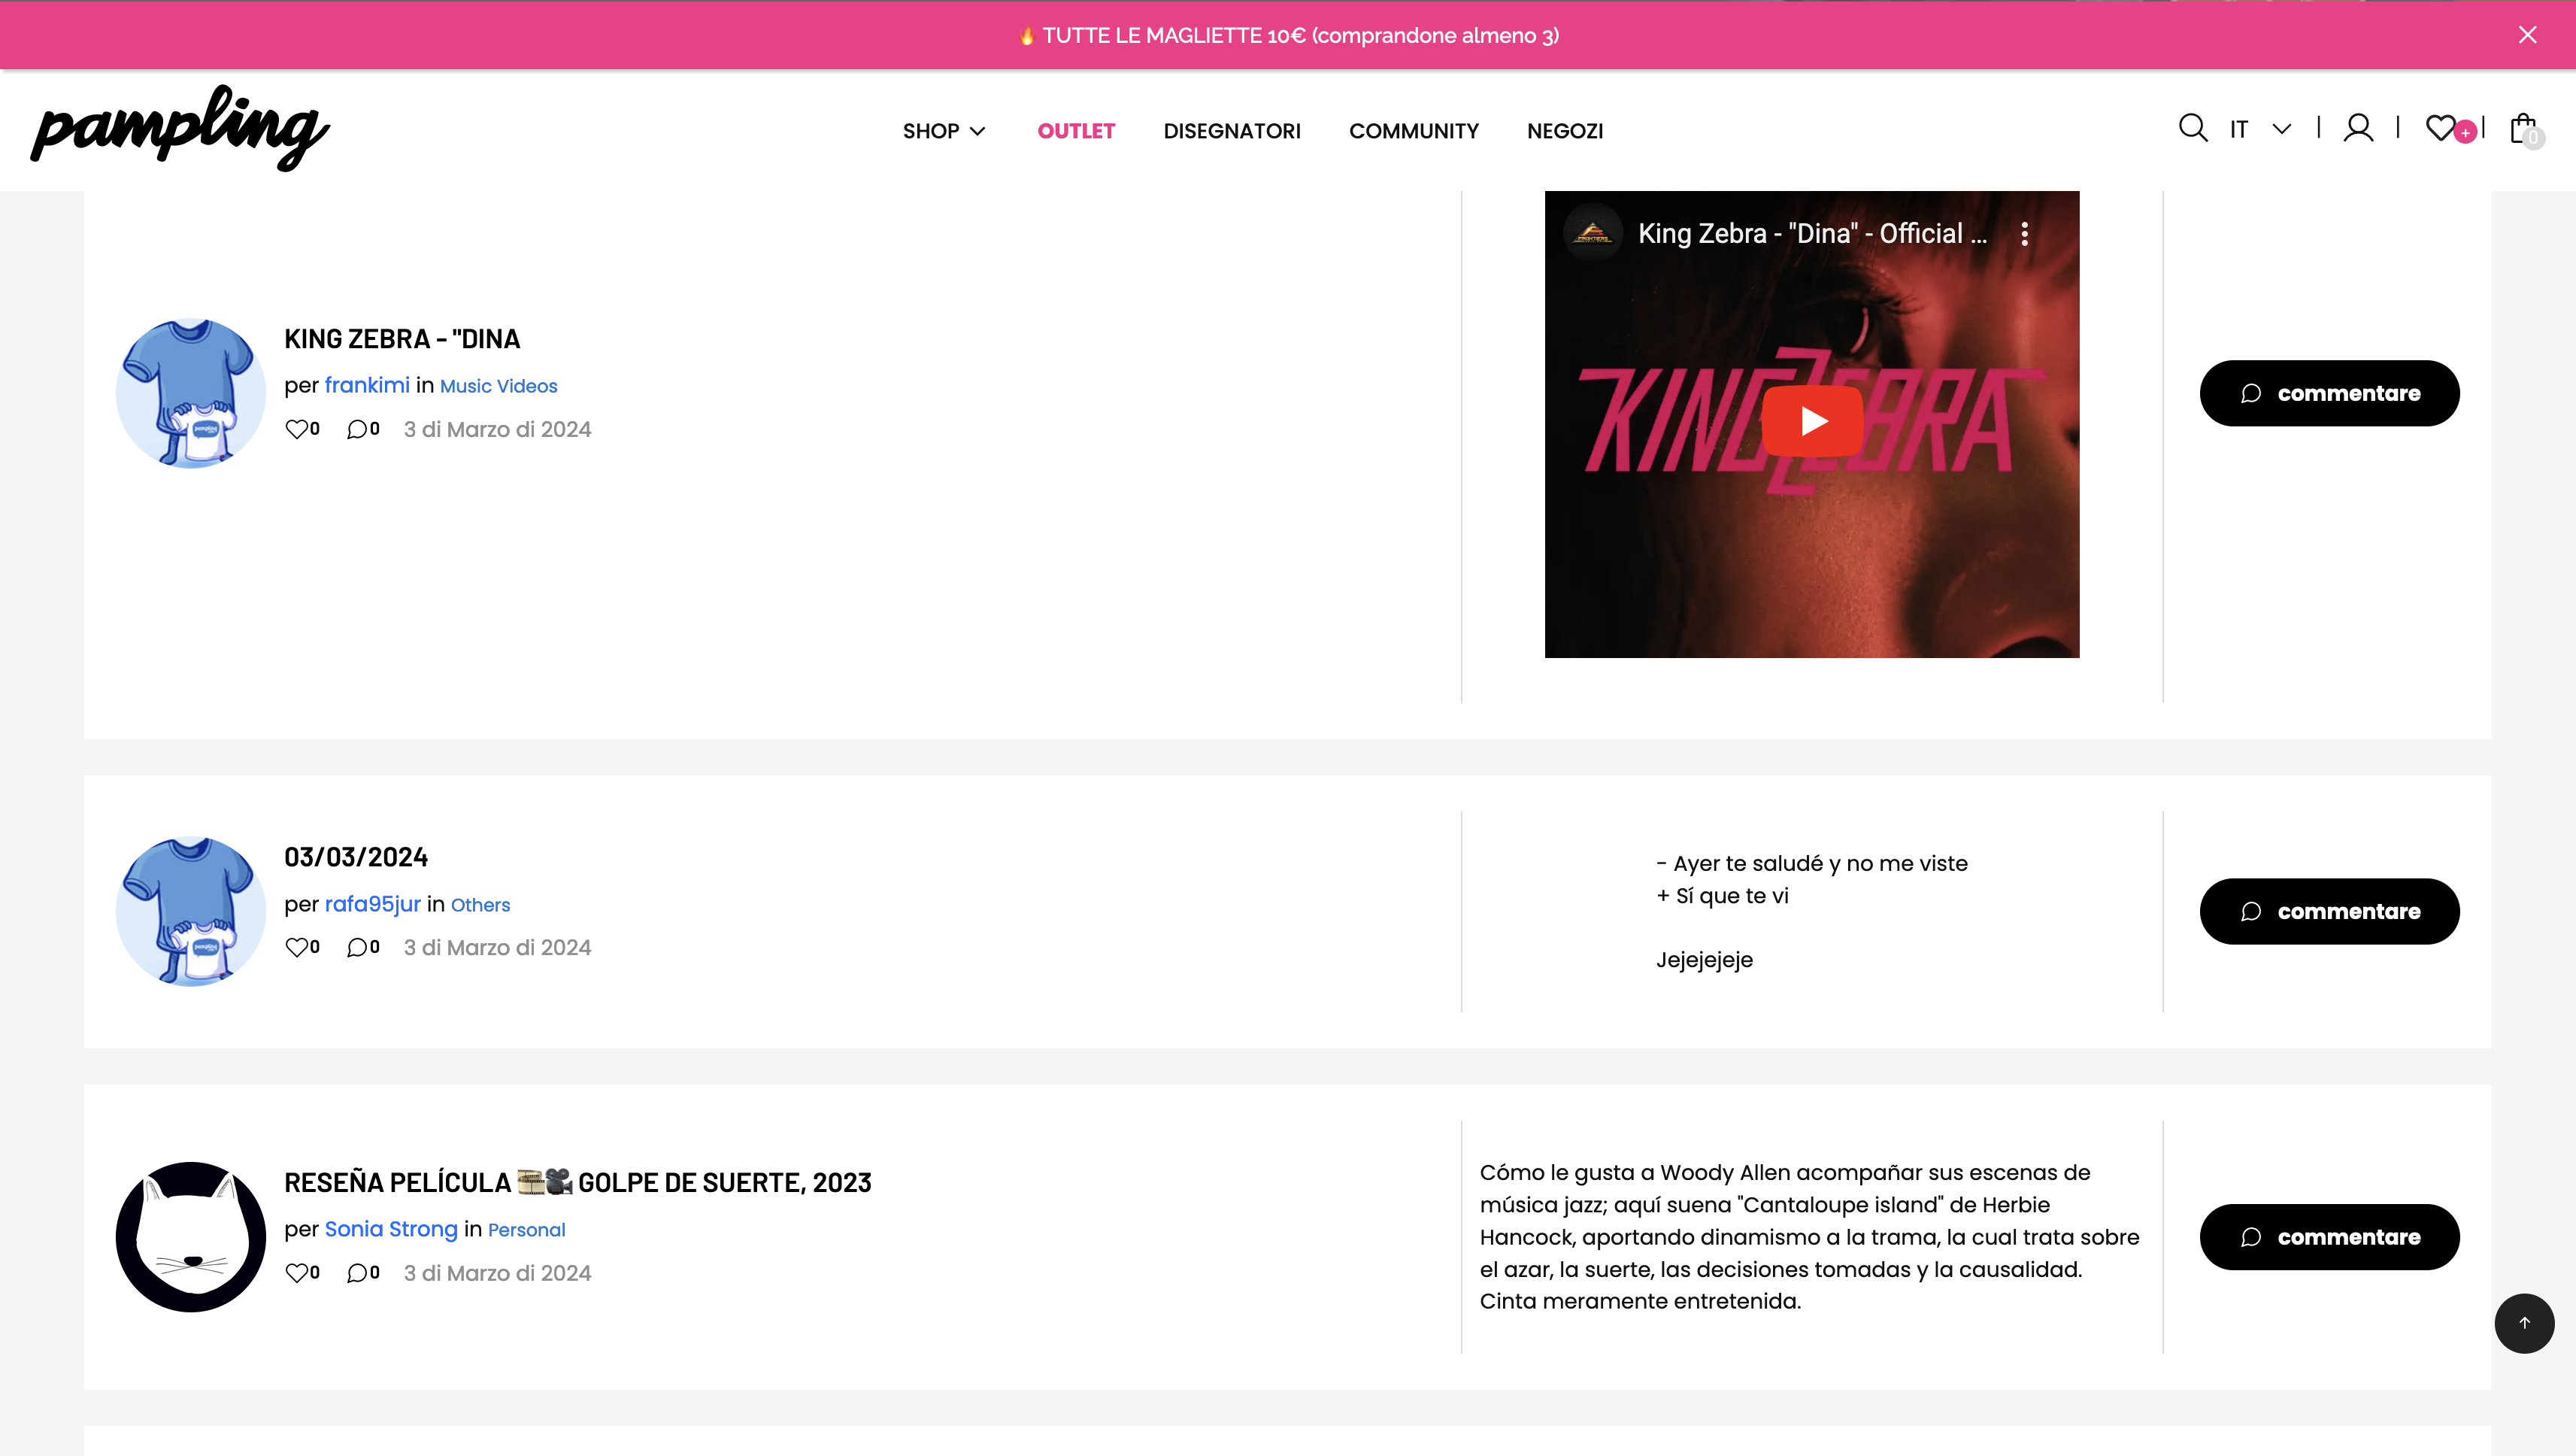 🔥 TUTTE LE MAGLIETTE 10€ (comprandone almeno 3)
pampling
SHOP
OUTLET
DISEGNATORI
COMMUNITY
NEGOZI
IT
+
0
King Zebra - "Dina" - Official ...
KING ZEBRA
KING ZEBRA - "DINA
per frankimi in Music Videos
0 0 3 di Marzo di 2024
commentare
03/03/2024
per rafa95jur in Others
0 0 3 di Marzo di 2024
- Ayer te saludé y no me viste
+ Sí que te vi
Jejejejeje
commentare
RESEÑA PELÍCULA 🎞️🎥 GOLPE DE SUERTE, 2023
per Sonia Strong in Personal
0 0 3 di Marzo di 2024
Cómo le gusta a Woody Allen acompañar sus escenas de
música jazz; aquí suena "Cantaloupe island" de Herbie
Hancock, aportando dinamismo a la trama, la cual trata sobre
el azar, la suerte, las decisiones tomadas y la causalidad.
Cinta meramente entretenida.
commentare